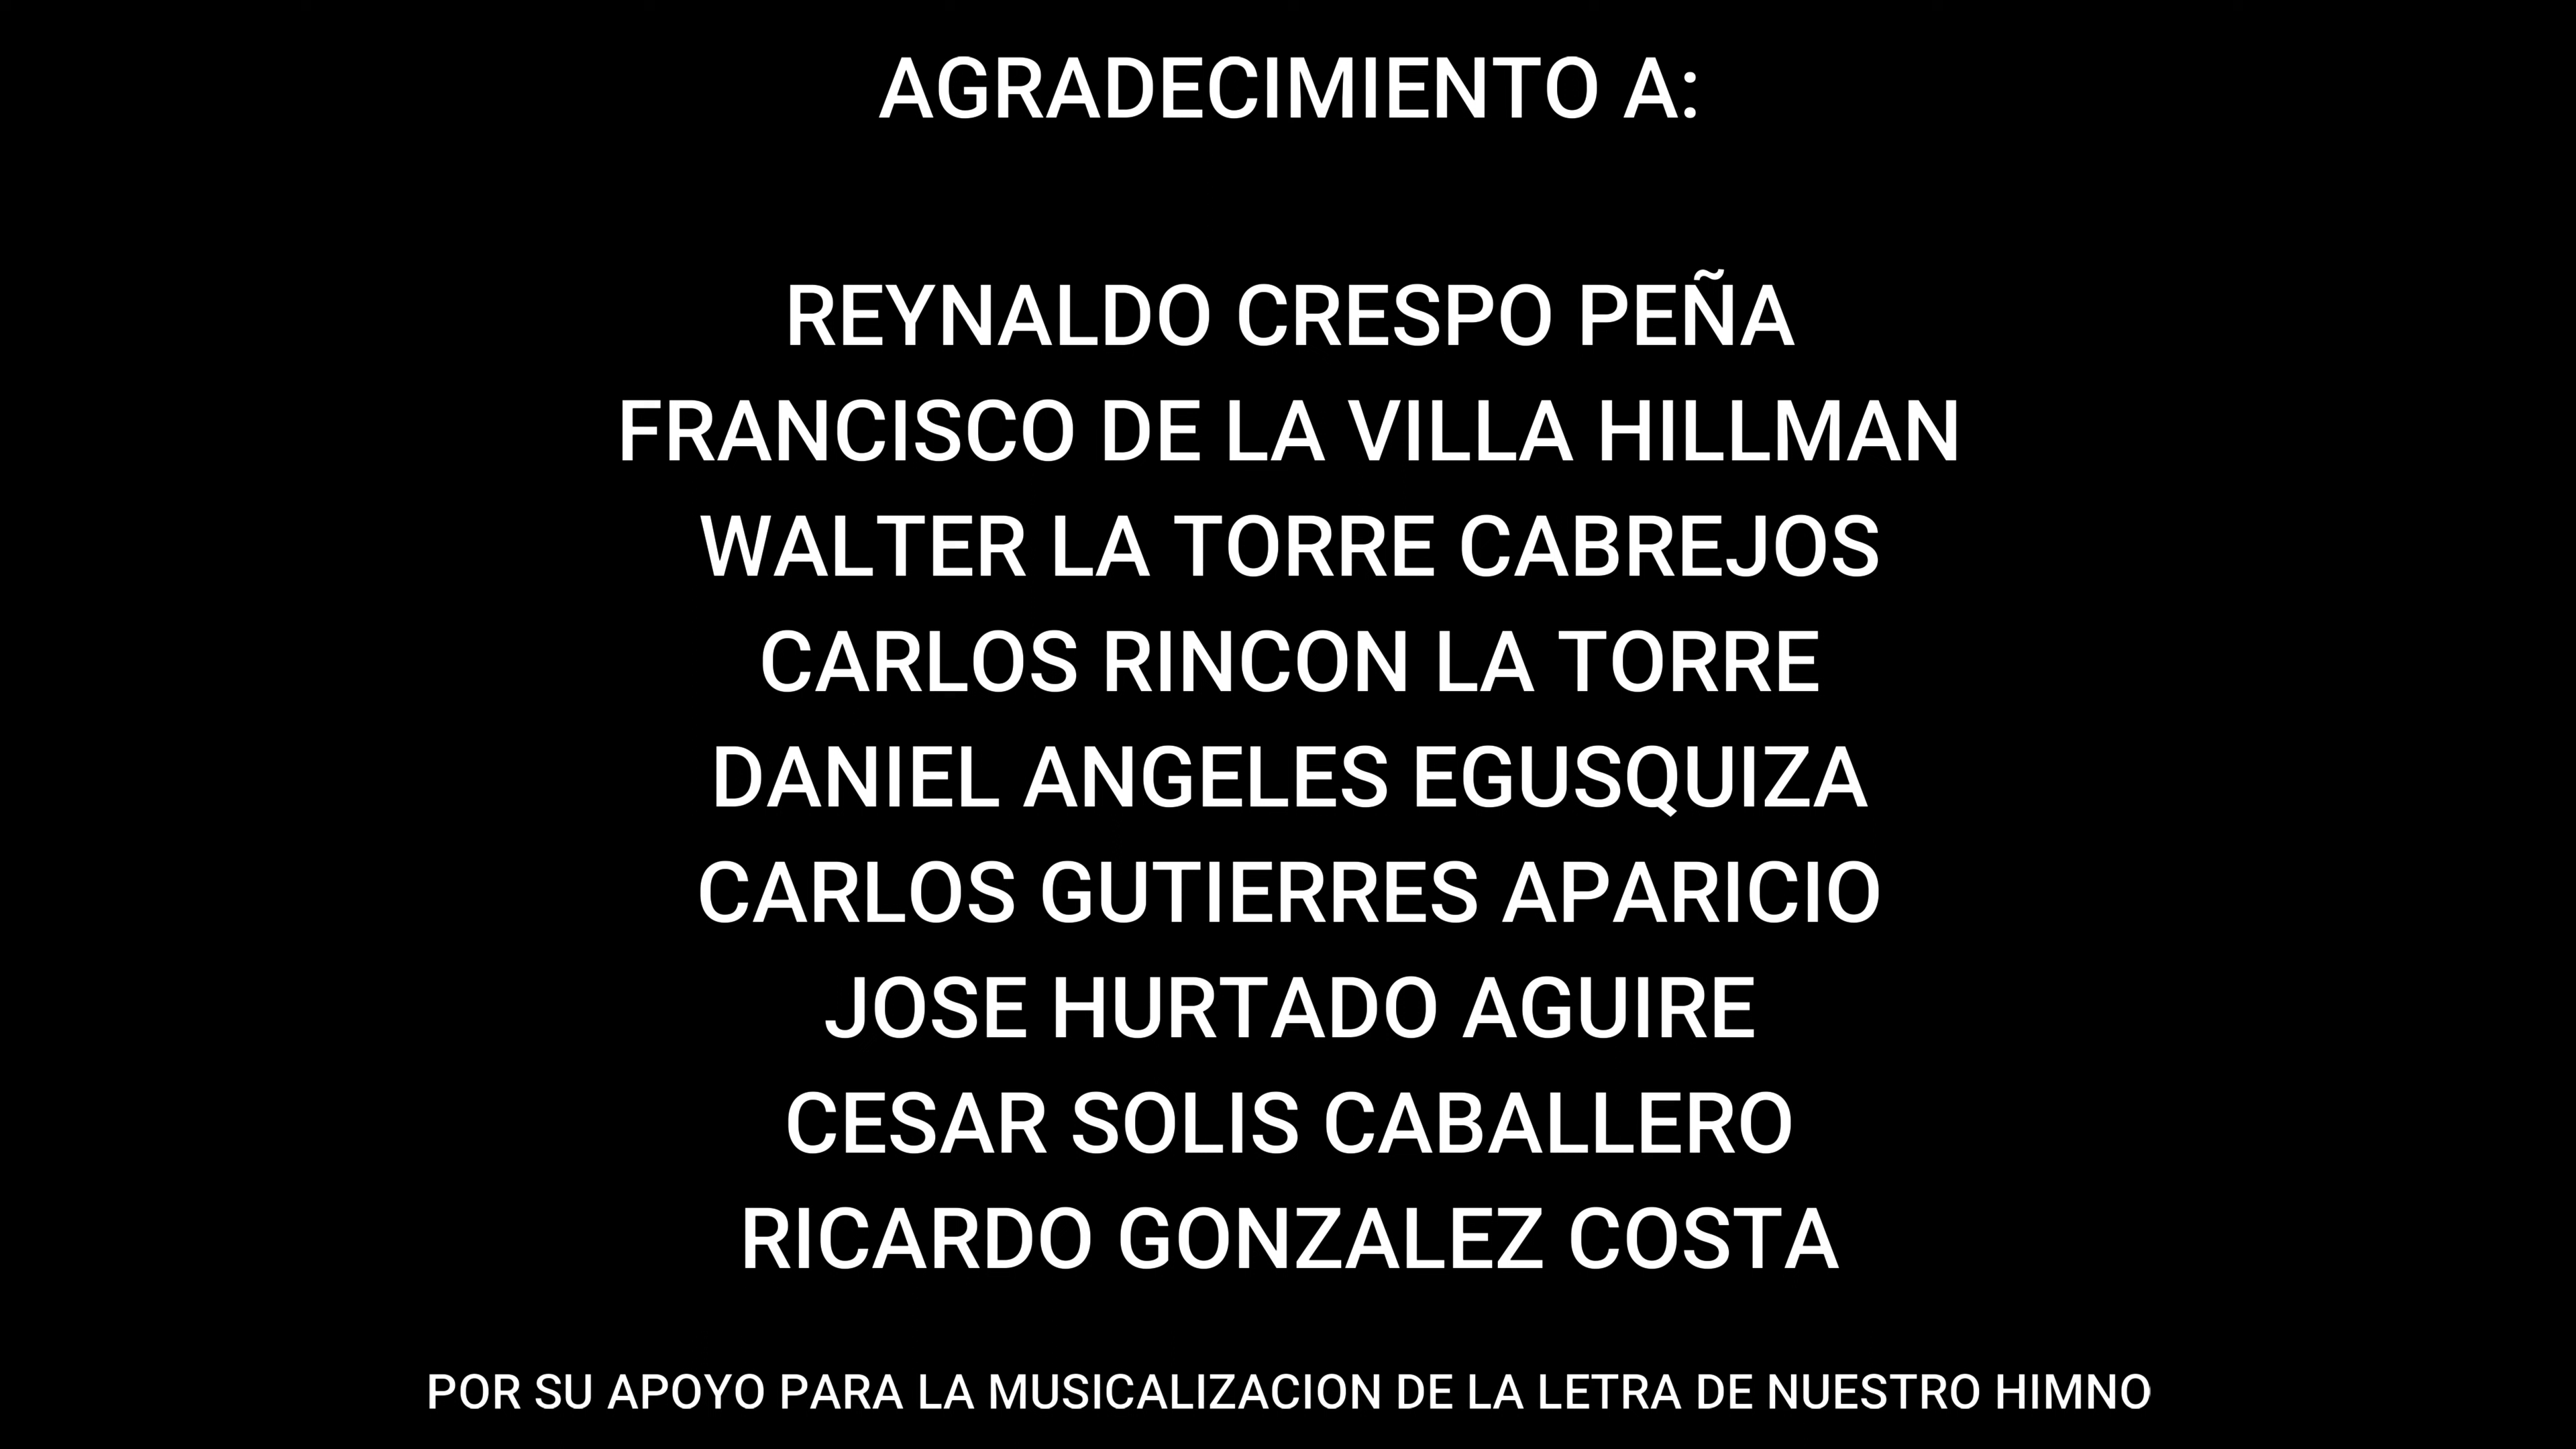 AGRADECIMIENTO A:
REYNALDO CRESPO PEÑA
FRANCISCO DE LA VILLA HILLMAN
WALTER LA TORRE CABREJOS
CARLOS RINCON LA TORRE
DANIEL ANGELES EGUSQUIZA
CARLOS GUTIERRES APARICIO
JOSE HURTADO AGUIRE
CESAR SOLIS CABALLERO
RICARDO GONZALEZ COSTA
POR SU APOYO PARA LA MUSICALIZACION DE LA LETRA DE NUESTRO HIMNO